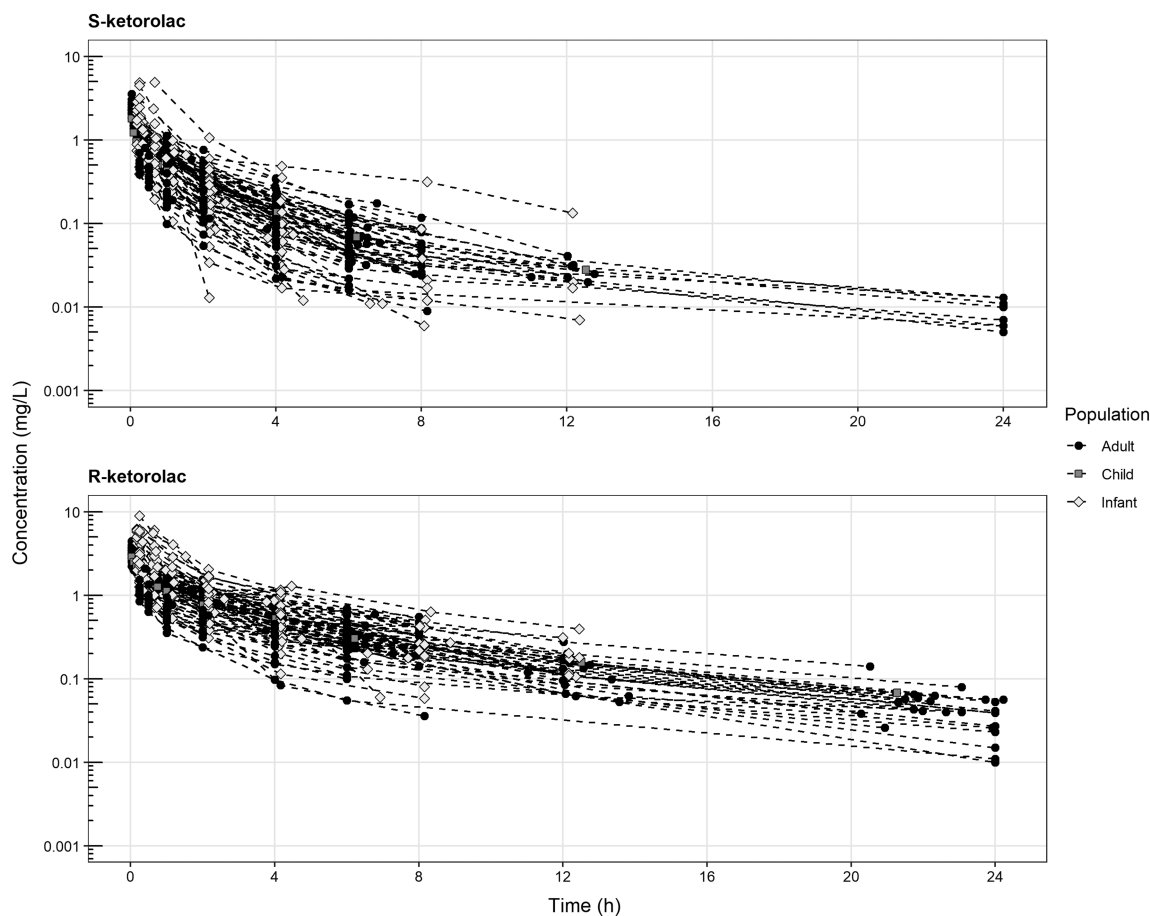 S-ketorolac
10
1
0.1
0.01
0.001
0 4 8 12 16 20 24
R-ketorolac
10
1
0.1
0.01
0.001
0 4 8 12 16 20 24
Time (h)
Concentration (mg/L)
Population
Adult
Child
Infant